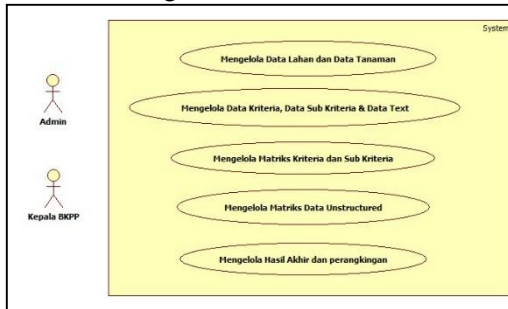 System
Mengelola Data Lahan dan Data Tanaman
Admin
Mengelola Data Kriteria, Data Sub Kriteria & Data Text
Mengelola Matriks Kriteria dan Sub Kriteria
Kepala BKPP
Mengelola Matriks Data Unstructured
Mengelola Hasil Akhir dan perangkingan